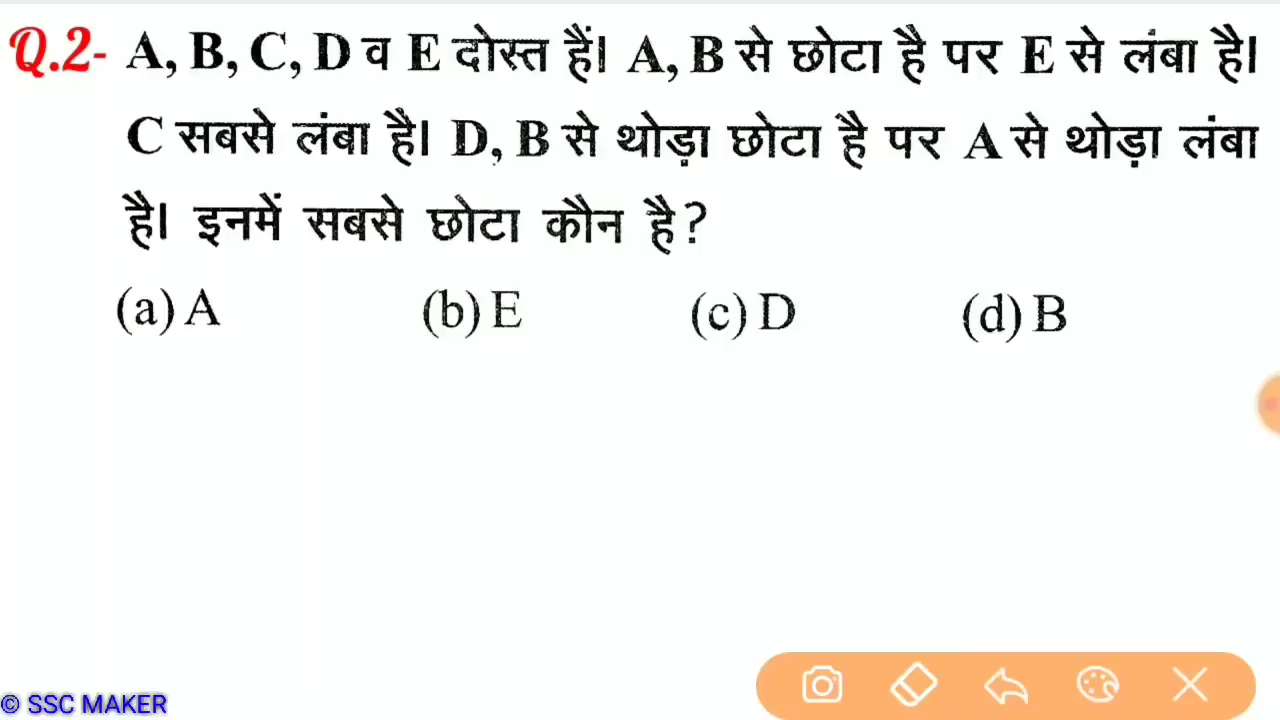 Q.2- A, B, C, D व E दोस्त हैं। A, B से छोटा है पर E से लंबा है।
C सबसे लंबा है। D, B से थोड़ा छोटा है पर A से थोड़ा लंबा
है। इनमें सबसे छोटा कौन है?
(a) A (b) E (c) D (d) B
© SSC MAKER